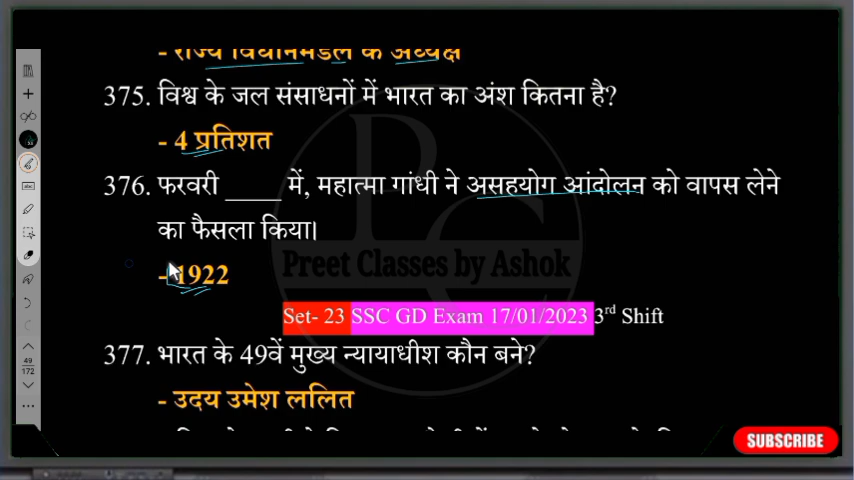 - राज्य विधानमंडल के अध्यक्ष
375. विश्व के जल संसाधनों में भारत का अंश कितना है?
- 4 प्रतिशत
376. फरवरी ____ में, महात्मा गांधी ने असहयोग आंदोलन को वापस लेने
का फैसला किया।
- 1922
Preet Classes by Ashok
Set- 23 SSC GD Exam 17/01/2023 3rd Shift
377. भारत के 49वें मुख्य न्यायाधीश कौन बने?
- उदय उमेश ललित
49
172
SUBSCRIBE